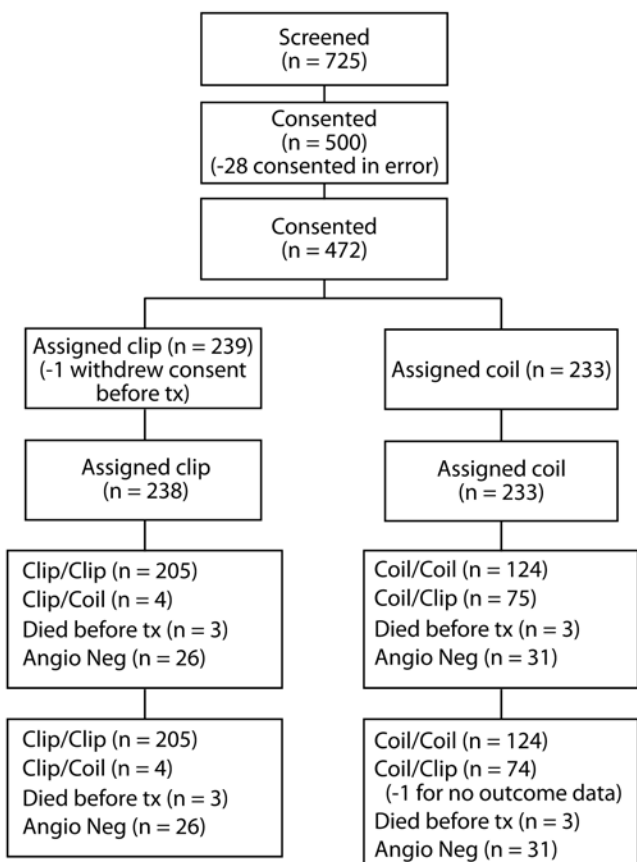 Screened
(n = 725)
Consented
(n = 500)
(-28 consented in error)
Consented
(n = 472)
Assigned clip (n = 239)
(-1 withdrew consent
before tx)
Assigned coil (n = 233)
Assigned clip
(n = 238)
Assigned coil
(n = 233)
Clip/Clip (n = 205)
Clip/Coil (n = 4)
Died before tx (n = 3)
Angio Neg (n = 26)
Coil/Coil (n = 124)
Coil/Clip (n = 75)
Died before tx (n = 3)
Angio Neg (n = 31)
Clip/Clip (n = 205)
Clip/Coil (n = 4)
Died before tx (n = 3)
Angio Neg (n = 26)
Coil/Coil (n = 124)
Coil/Clip (n = 74)
(-1 for no outcome data)
Died before tx (n = 3)
Angio Neg (n = 31)